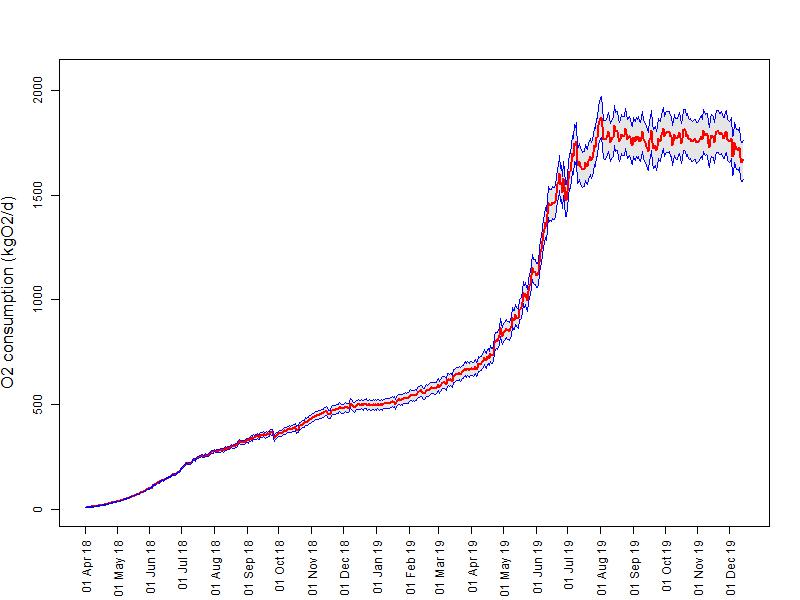 O2 consumption (kgO2/d)
2000
1500
1000
500
0
01 Apr 18
01 May 18
01 Jun 18
01 Jul 18
01 Aug 18
01 Sep 18
01 Oct 18
01 Nov 18
01 Dec 18
01 Jan 19
01 Feb 19
01 Mar 19
01 Apr 19
01 May 19
01 Jun 19
01 Jul 19
01 Aug 19
01 Sep 19
01 Oct 19
01 Nov 19
01 Dec 19